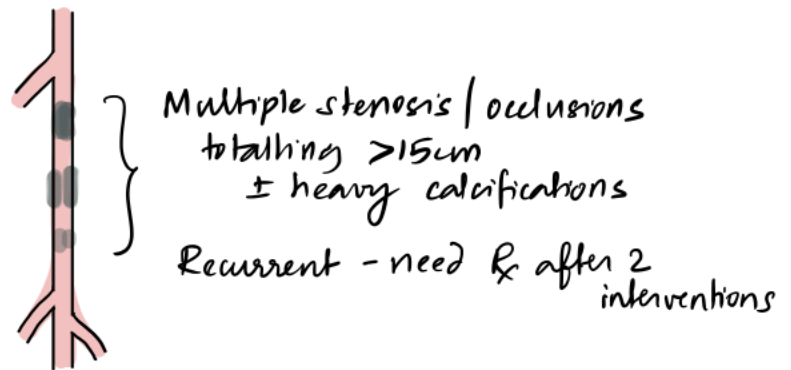 Multiple stenosis / occlusions
totalling >15cm
± heavy calcifications
Recurrent - need ℞ after 2
interventions